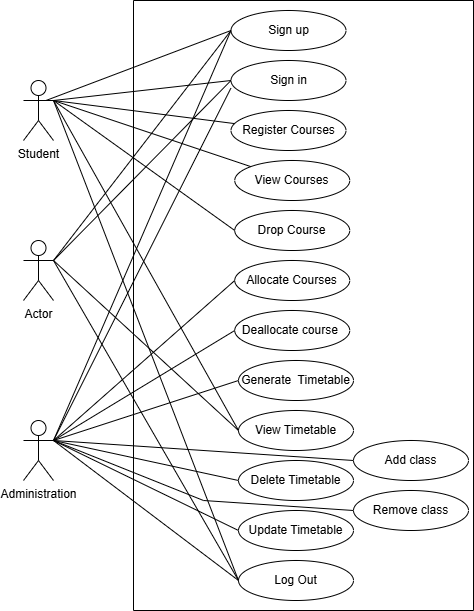 Sign up
Sign in
Student
Register Courses
View Courses
Drop Course
Actor
Allocate Courses
Deallocate course
Generate  Timetable
View Timetable
Add class
Administration
Delete Timetable
Remove class
Update Timetable
Log Out